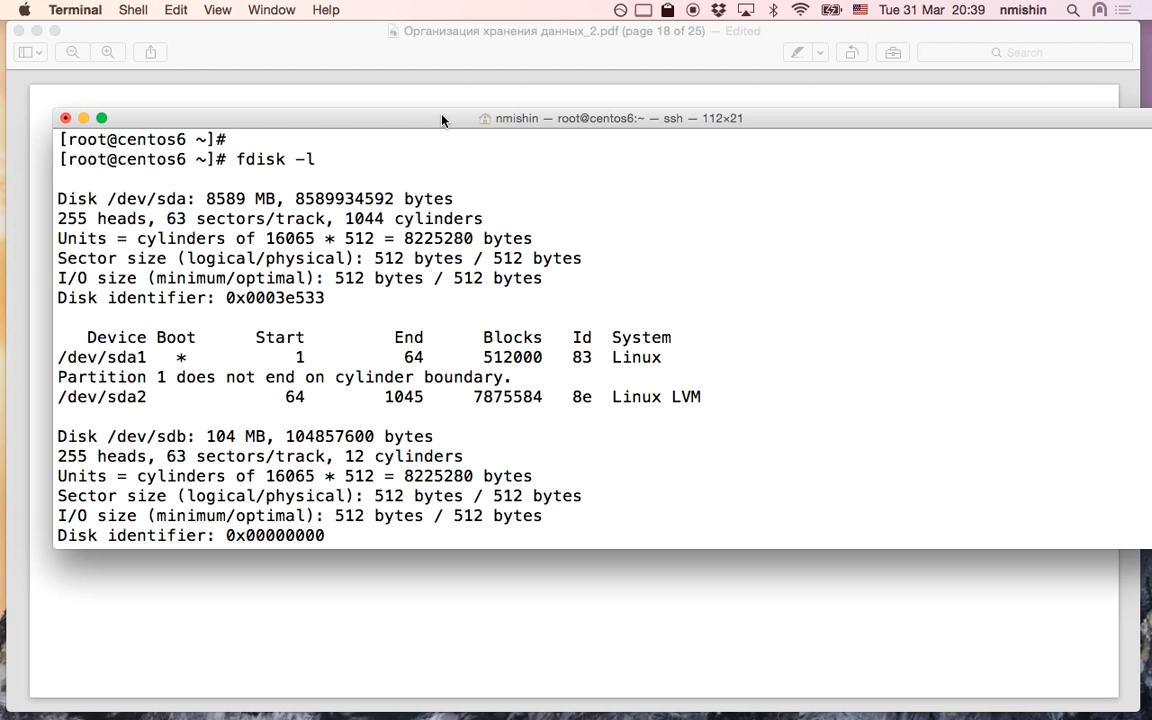 Terminal Shell Edit View Window Help Tue 31 Mar 20:39 nmishin
Организация хранения данных_2.pdf (page 18 of 25) — Edited
Search
nmishin — root@centos6:~ — ssh — 112×21
[root@centos6 ~]#
[root@centos6 ~]# fdisk -l
Disk /dev/sda: 8589 MB, 8589934592 bytes
255 heads, 63 sectors/track, 1044 cylinders
Units = cylinders of 16065 * 512 = 8225280 bytes
Sector size (logical/physical): 512 bytes / 512 bytes
I/O size (minimum/optimal): 512 bytes / 512 bytes
Disk identifier: 0x0003e533
Device Boot Start End Blocks Id System
/dev/sda1 * 1 64 512000 83 Linux
Partition 1 does not end on cylinder boundary.
/dev/sda2 64 1045 7875584 8e Linux LVM
Disk /dev/sdb: 104 MB, 104857600 bytes
255 heads, 63 sectors/track, 12 cylinders
Units = cylinders of 16065 * 512 = 8225280 bytes
Sector size (logical/physical): 512 bytes / 512 bytes
I/O size (minimum/optimal): 512 bytes / 512 bytes
Disk identifier: 0x00000000